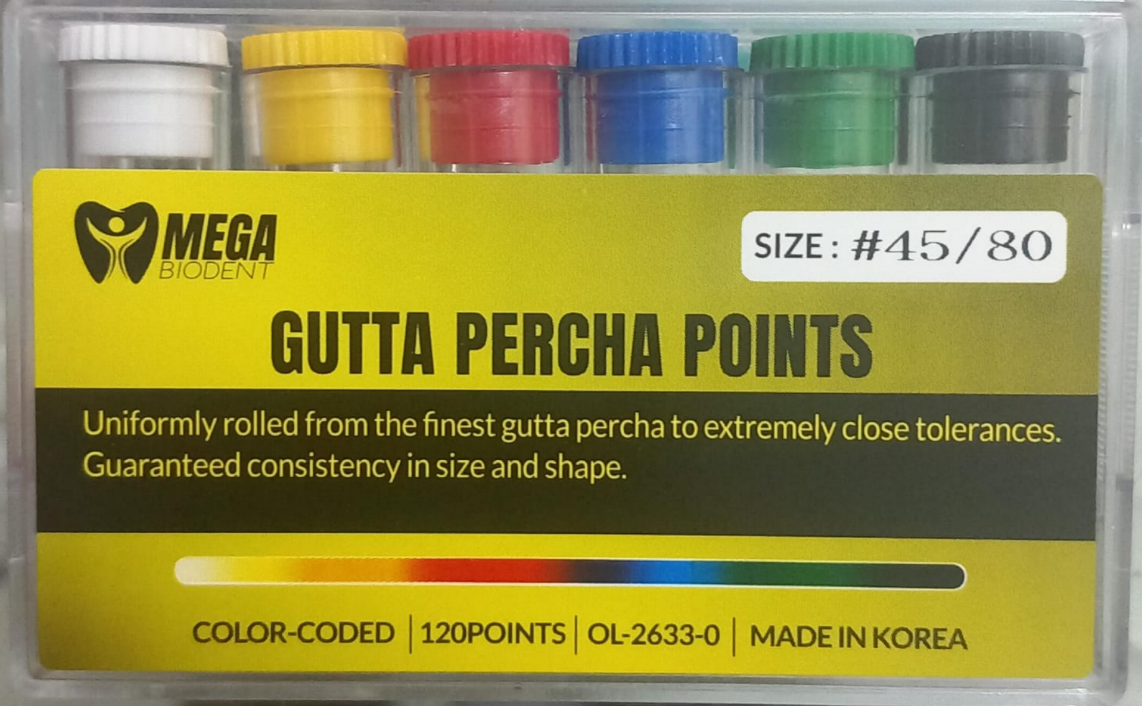 MEGA
BIODENT
SIZE: #45/80
GUTTA PERCHA POINTS
Uniformly rolled from the finest gutta percha to extremely close tolerances.
Guaranteed consistency in size and shape.
COLOR-CODED | 120POINTS | OL-2633-0 | MADE IN KOREA